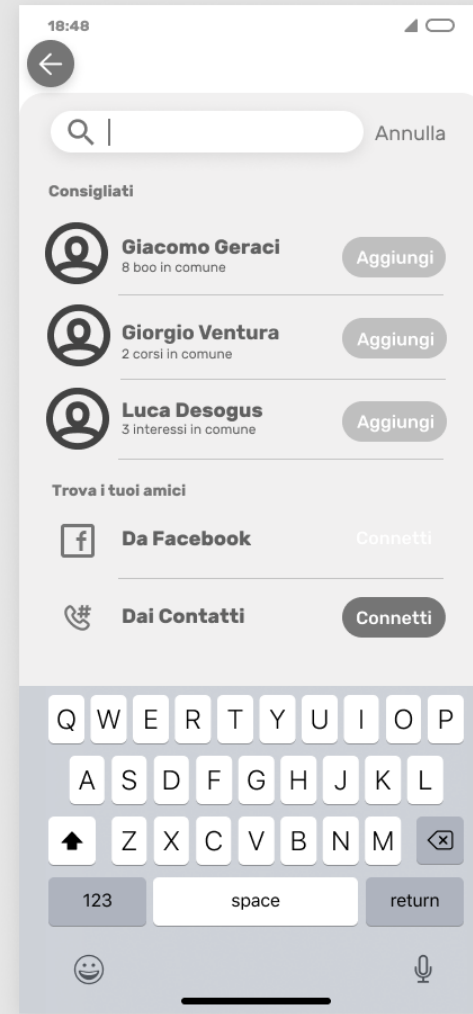 18:48
Annulla
Consigliati
Giacomo Geraci
8 boo in comune
Aggiungi
Giorgio Ventura
2 corsi in comune
Aggiungi
Luca Desogus
3 interessi in comune
Aggiungi
Trova i tuoi amici
f
Da Facebook
Connetti
#
Dai Contatti
Connetti
Q W E R T Y U I O P
A S D F G H J K L
Z X C V B N M
123 space return